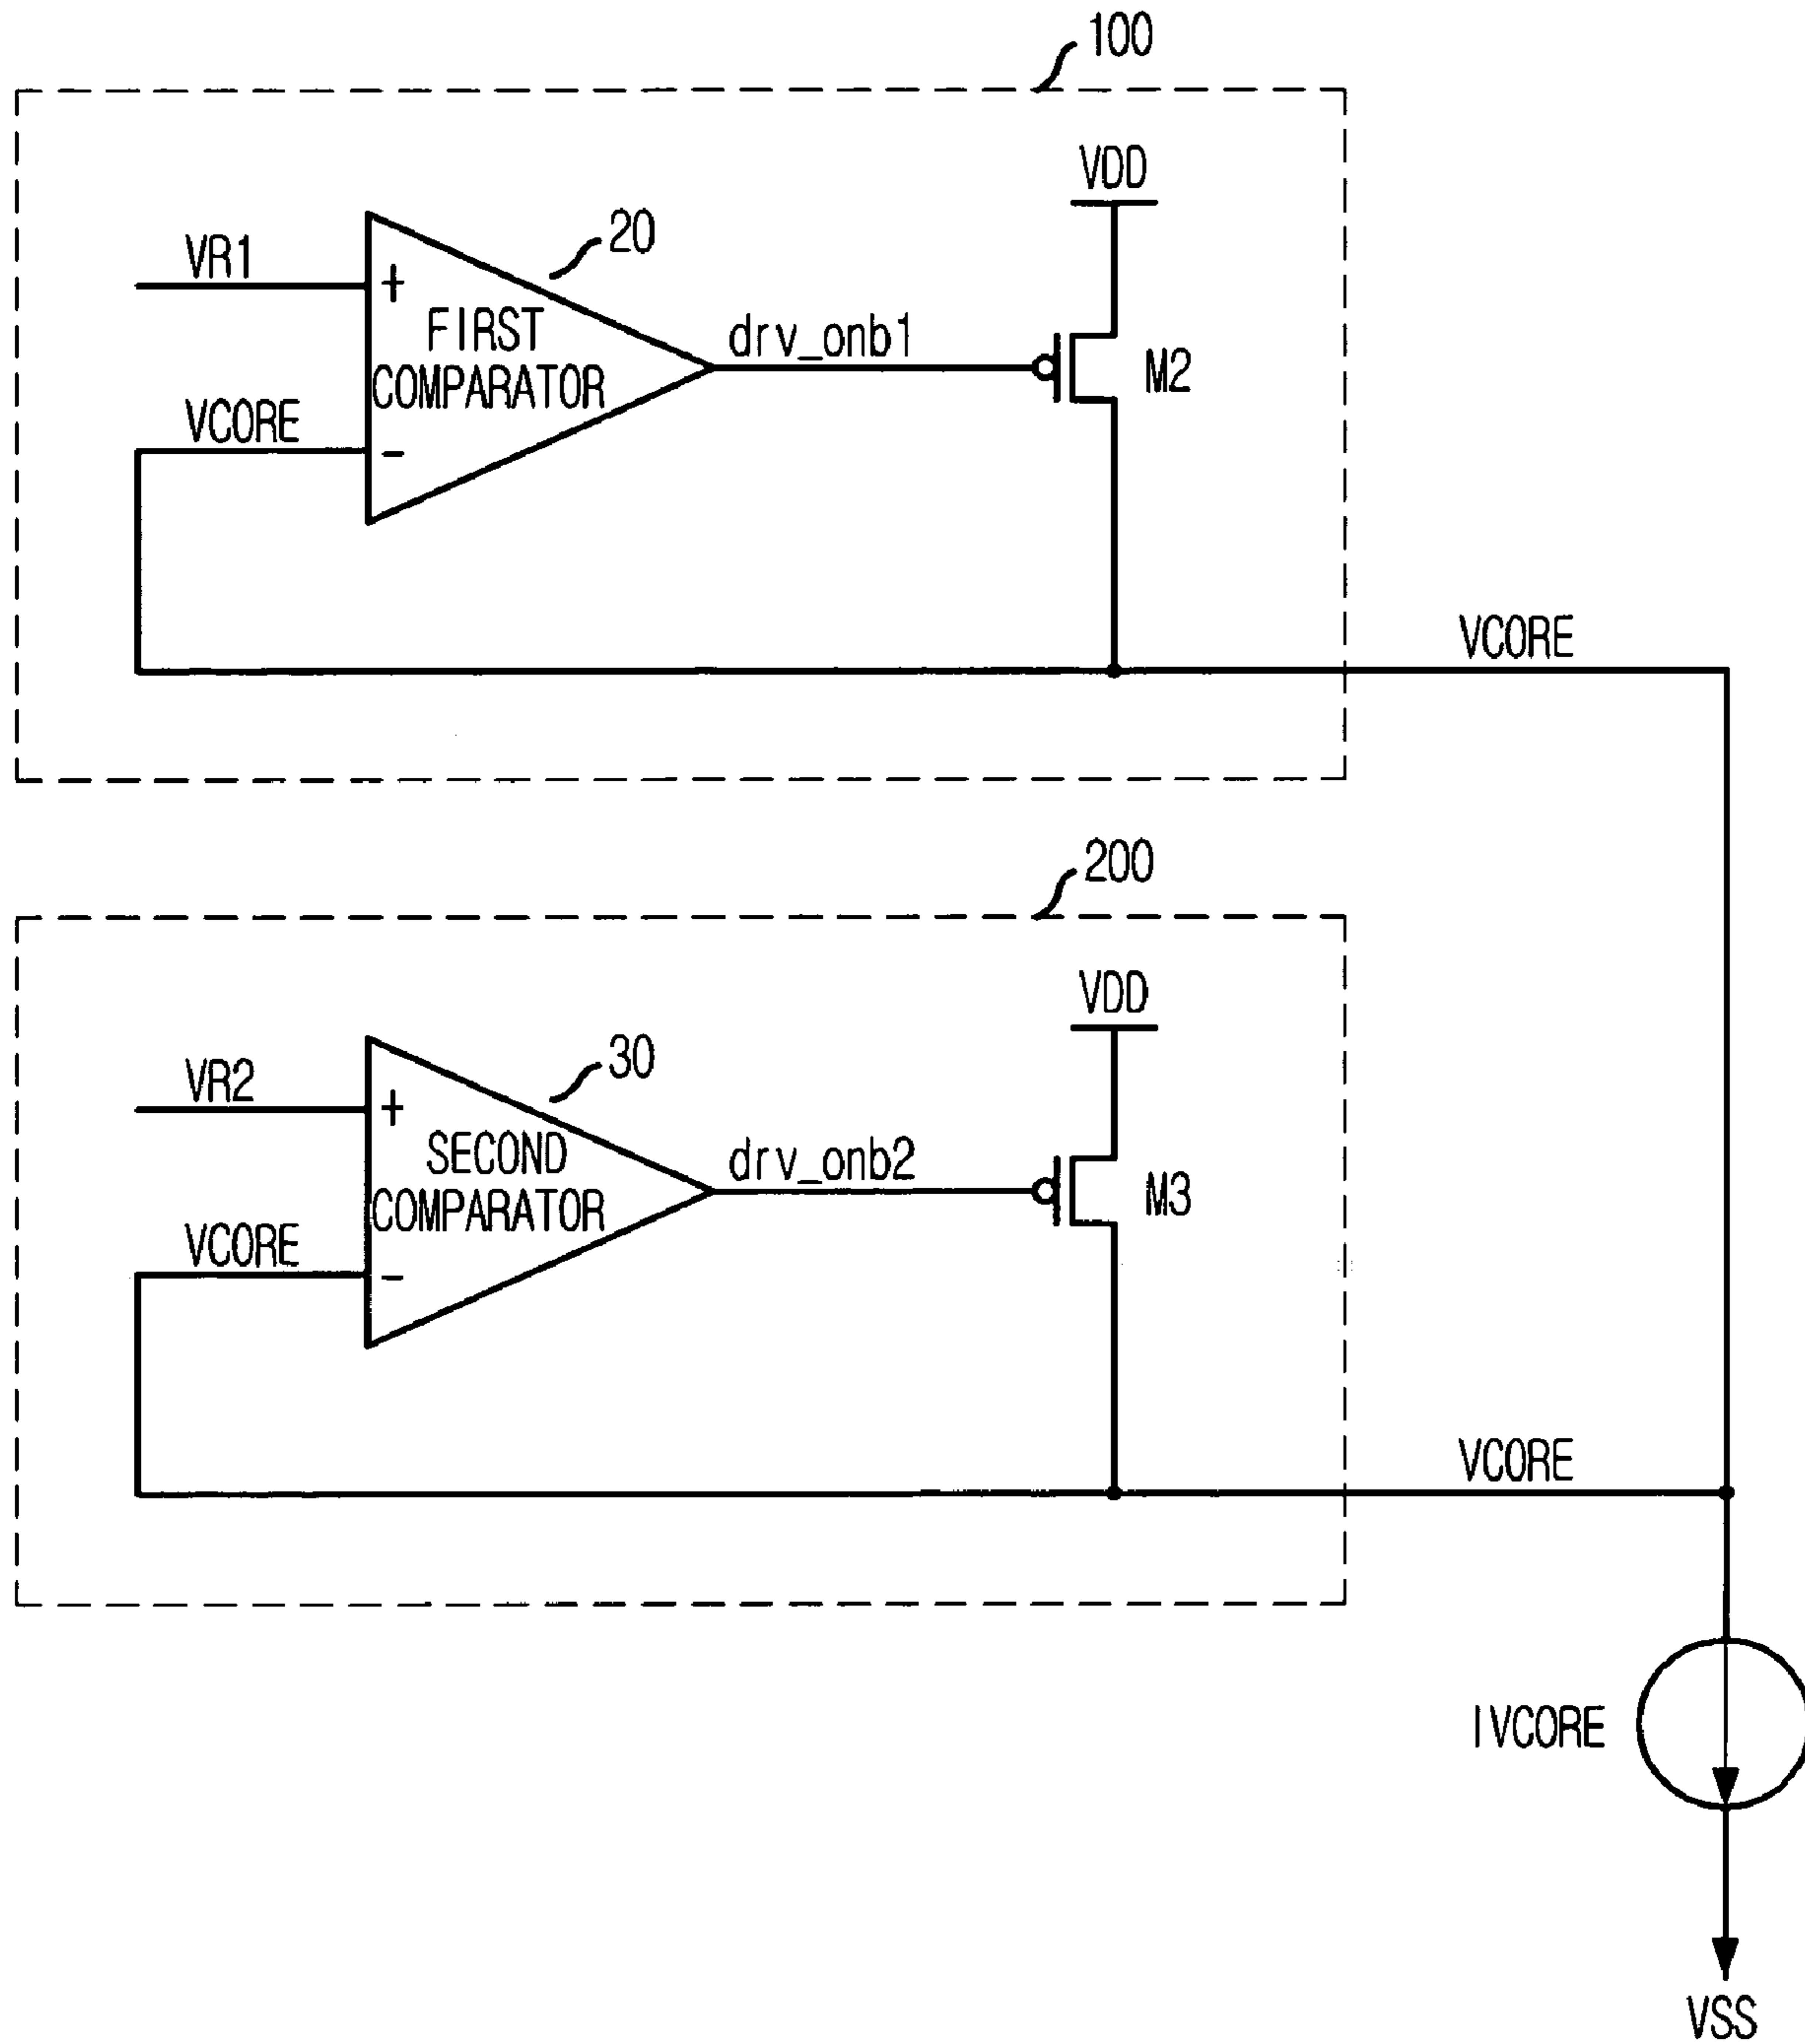 100
VDD
20
VR1
+
FIRST
COMPARATOR
drv_onb1
M2
VCORE
-
VCORE
200
VDD
30
VR2
+
SECOND
COMPARATOR
drv_onb2
M3
VCORE
-
VCORE
IVCORE
VSS